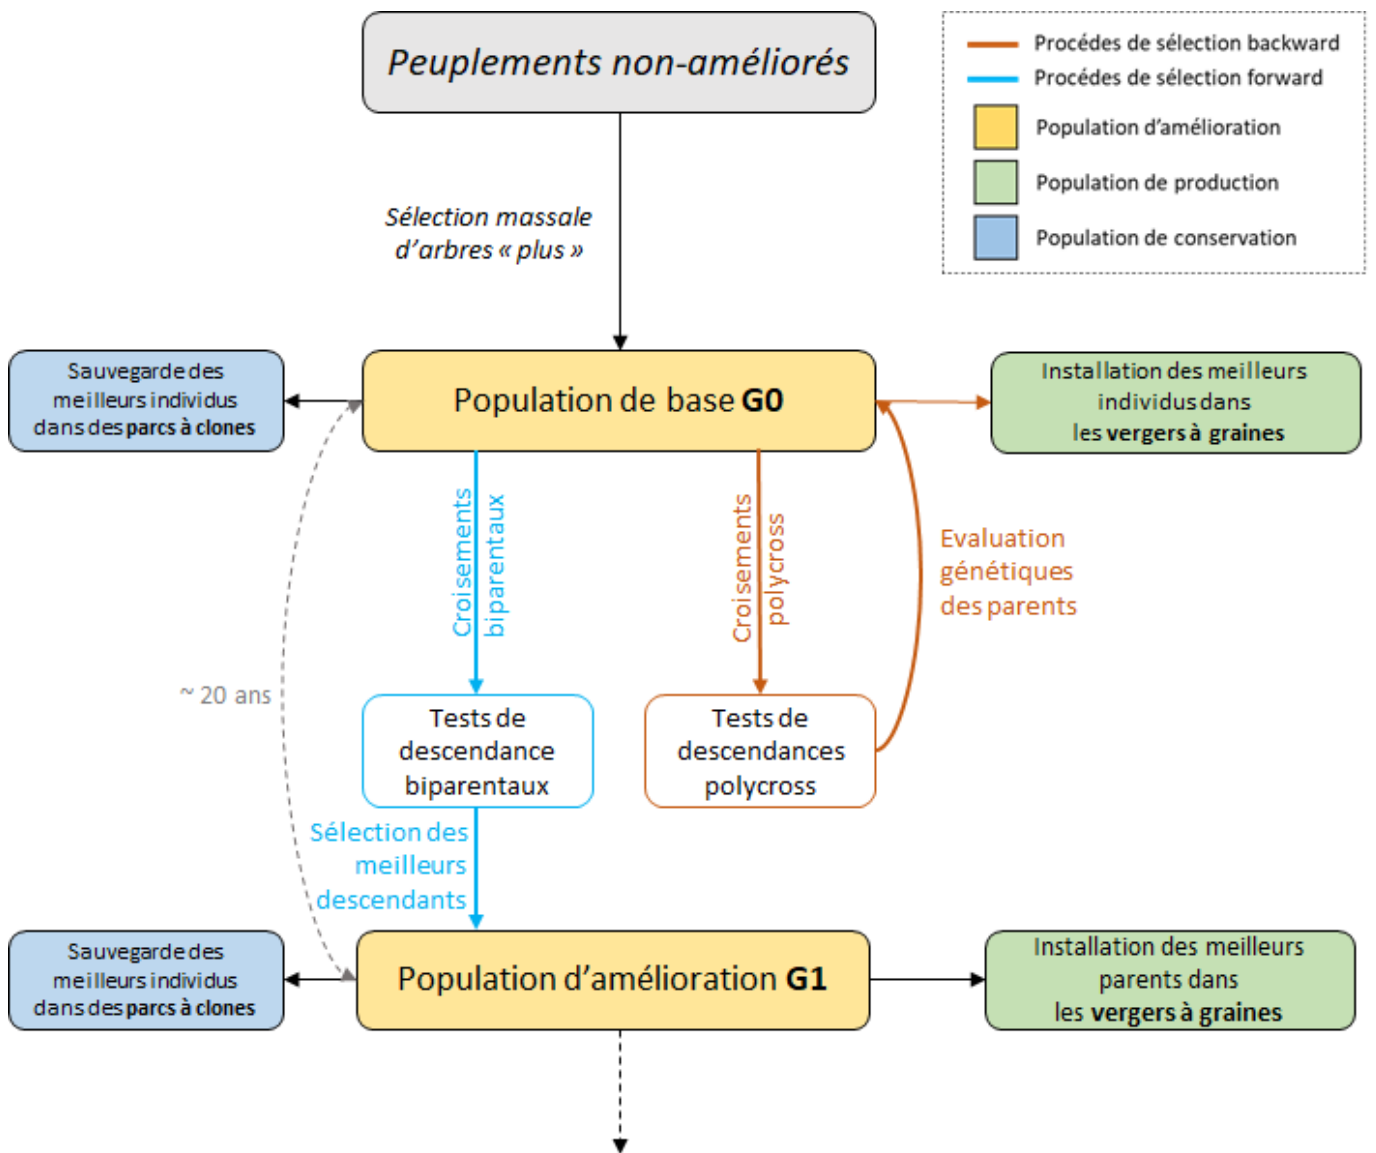 Peuplements non-améliorés
Procédes de sélection backward
Procédes de sélection forward
Population d'amélioration
Population de production
Population de conservation
Sélection massale
d'arbres « plus »
Sauvegarde des
meilleurs individus
dans des parcs à clones
Population de base G0
Installation des meilleurs
individus dans
les vergers à graines
Croisements
biparentaux
Croisements
polycross
Evaluation
génétiques
des parents
~ 20 ans
Tests de
descendance
biparentaux
Tests de
descendances
polycross
Sélection des
meilleurs
descendants
Sauvegarde des
meilleurs individus
dans des parcs à clones
Population d'amélioration G1
Installation des meilleurs
parents dans
les vergers à graines